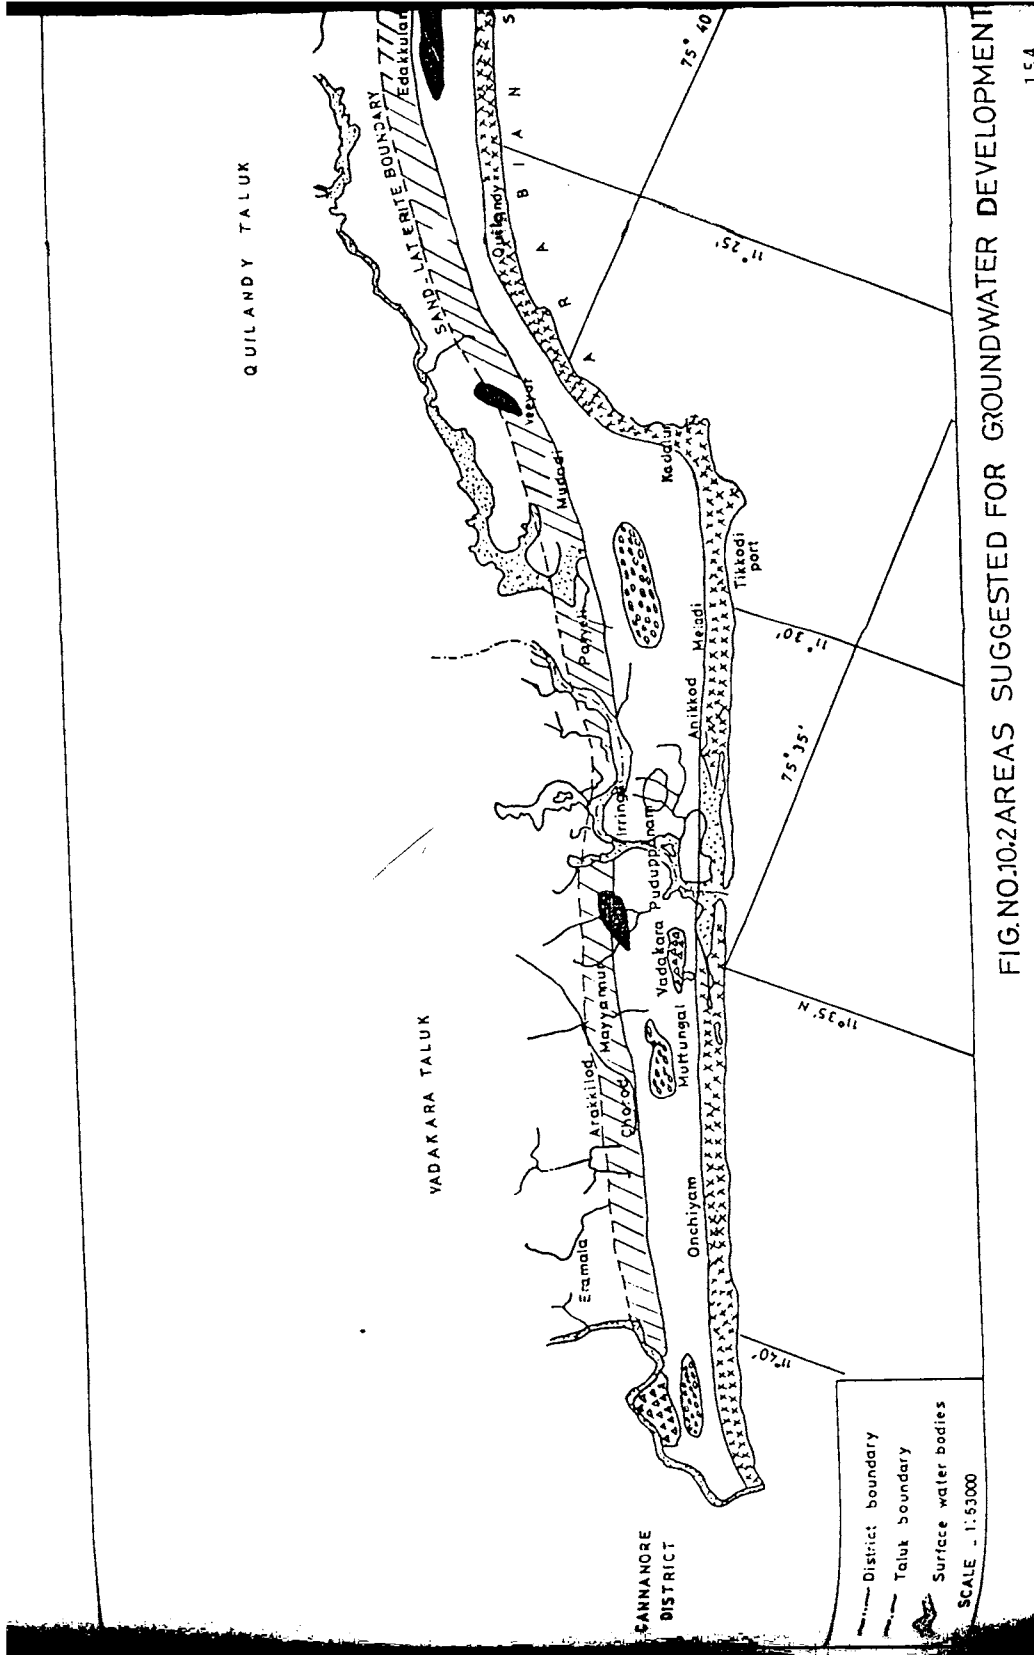 QUILANDY TALUK
VADAKARA TALUK
CANNANORE
DISTRICT
SAND-LATERITE BOUNDARY
Edakkulam
Quilandy
Veeyur
Mudadi
Payyoli
Kadalur
Tikkodi
port
Meladi
Anikkod
Irringal
Puduppanam
Vadakara
Muttungal
Mayyannur
Arakkilod
Chorod
Onchiyam
Eramala
ARABIAN S
75° 40
11° 25'
11° 30'
75° 35'
11° 35' N
11° 40'
District boundary
Taluk boundary
Surface water bodies
SCALE _ 1:53000
FIG.NO.10.2 AREAS SUGGESTED FOR GROUNDWATER DEVELOPMENT
154